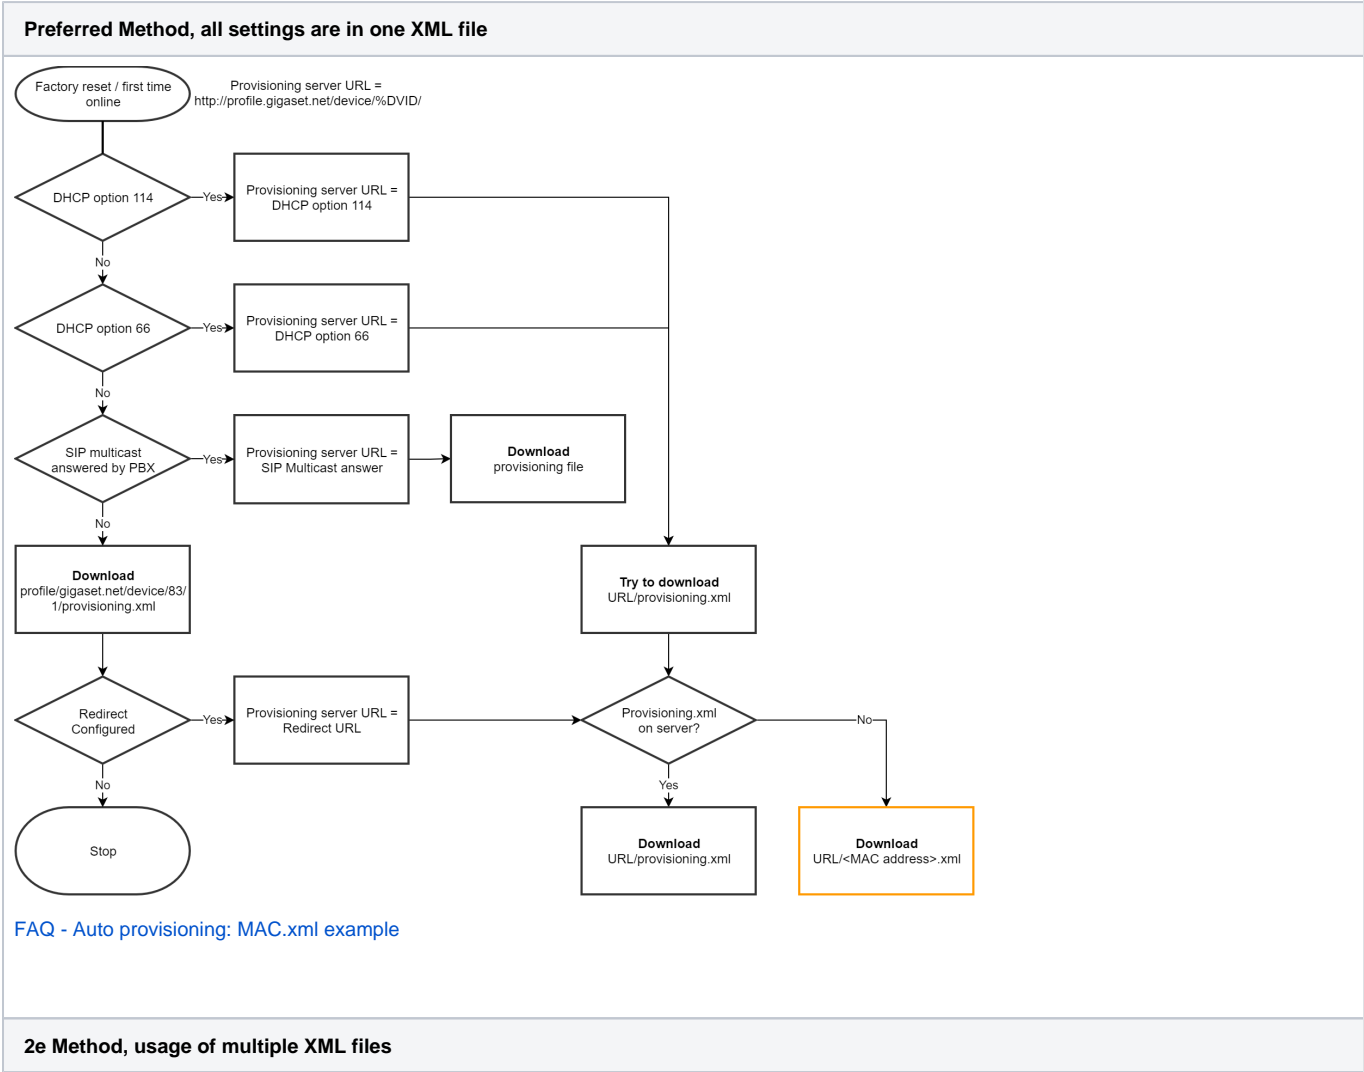 Preferred Method, all settings are in one XML file
Factory reset / first time
online
Provisioning server URL =
http://profile.gigaset.net/device/%DVID/
DHCP option 114
Yes
Provisioning server URL =
DHCP option 114
No
DHCP option 66
Yes
Provisioning server URL =
DHCP option 66
No
SIP multicast
answered by PBX
Yes
Provisioning server URL =
SIP Multicast answer
Download
provisioning file
No
Download
profile/gigaset.net/device/83/
1/provisioning.xml
Try to download
URL/provisioning.xml
Redirect
Configured
Yes
Provisioning server URL =
Redirect URL
Provisioning.xml
on server?
No
No
Yes
Stop
Download
URL/provisioning.xml
Download
URL/<MAC address>.xml
FAQ - Auto provisioning: MAC.xml example
2e Method, usage of multiple XML files